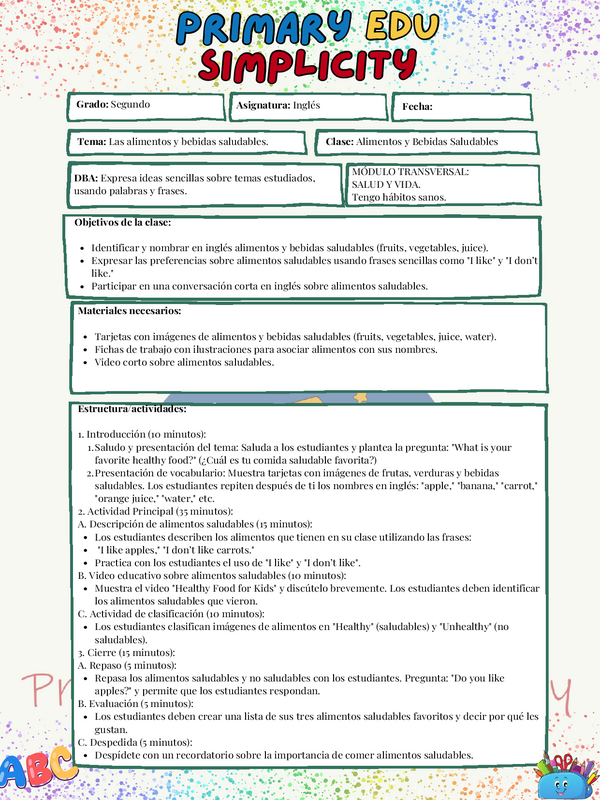 PRIMARY EDU
SIMPLICITY
Grado: Segundo
Asignatura: Inglés
Fecha:
Tema: Las alimentos y bebidas saludables.
Clase: Alimentos y Bebidas Saludables
DBA: Expresa ideas sencillas sobre temas estudiados,
usando palabras y frases.
MÓDULO TRANSVERSAL:
SALUD Y VIDA.
Tengo hábitos sanos.
Objetivos de la clase:
• Identificar y nombrar en inglés alimentos y bebidas saludables (fruits, vegetables, juice).
• Expresar las preferencias sobre alimentos saludables usando frases sencillas como "I like" y "I don't
like."
• Participar en una conversación corta en inglés sobre alimentos saludables.
Materiales necesarios:
• Tarjetas con imágenes de alimentos y bebidas saludables (fruits, vegetables, juice, water).
• Fichas de trabajo con ilustraciones para asociar alimentos con sus nombres.
• Video corto sobre alimentos saludables.
Estructura/actividades:
1. Introducción (10 minutos):
1. Saludo y presentación del tema: Saluda a los estudiantes y plantea la pregunta: "What is your
favorite healthy food?" (¿Cuál es tu comida saludable favorita?)
2. Presentación de vocabulario: Muestra tarjetas con imágenes de frutas, verduras y bebidas
saludables. Los estudiantes repiten después de ti los nombres en inglés: "apple," "banana," "carrot,"
"orange juice," "water," etc.
2. Actividad Principal (35 minutos):
A. Descripción de alimentos saludables (15 minutos):
• Los estudiantes describen los alimentos que tienen en su clase utilizando las frases:
• "I like apples," "I don't like carrots."
• Practica con los estudiantes el uso de "I like" y "I don't like".
B. Video educativo sobre alimentos saludables (10 minutos):
• Muestra el video "Healthy Food for Kids" y discútelo brevemente. Los estudiantes deben identificar
los alimentos saludables que vieron.
C. Actividad de clasificación (10 minutos):
• Los estudiantes clasifican imágenes de alimentos en "Healthy" (saludables) y "Unhealthy" (no
saludables).
3. Cierre (15 minutos):
A. Repaso (5 minutos):
• Repasa los alimentos saludables y no saludables con los estudiantes. Pregunta: "Do you like
apples?" y permite que los estudiantes respondan.
B. Evaluación (5 minutos):
• Los estudiantes deben crear una lista de sus tres alimentos saludables favoritos y decir por qué les
gustan.
C. Despedida (5 minutos):
• Despídete con un recordatorio sobre la importancia de comer alimentos saludables.
ABC